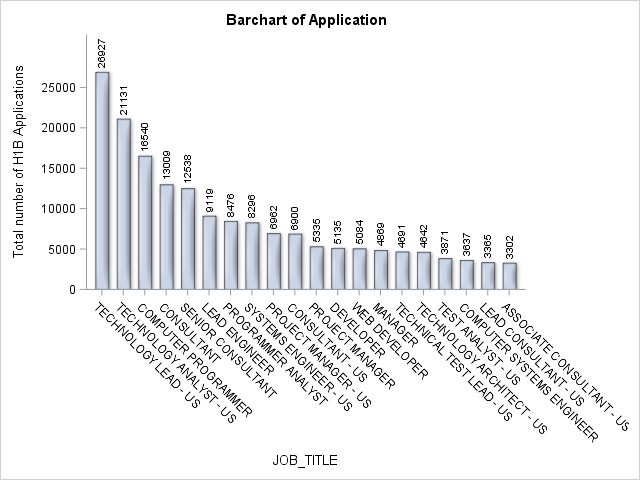 Barchart of Application
Total number of H1B Applications
25000
20000
15000
10000
5000
0
26927
21131
16540
13009
12538
9119
8476
8296
6962
6900
5335
5135
5084
4869
4691
4642
3871
3637
3365
3302
TECHNOLOGY LEAD - US
TECHNOLOGY ANALYST - US
COMPUTER PROGRAMMER
CONSULTANT
SENIOR CONSULTANT
LEAD ENGINEER
PROGRAMMER ANALYST
SYSTEMS ENGINEER - US
PROJECT MANAGER - US
CONSULTANT - US
PROJECT MANAGER
DEVELOPER
WEB DEVELOPER
MANAGER
TECHNICAL TEST LEAD - US
TECHNOLOGY ARCHITECT - US
TEST ANALYST - US
COMPUTER SYSTEMS ENGINEER
LEAD CONSULTANT - US
ASSOCIATE CONSULTANT - US
JOB_TITLE